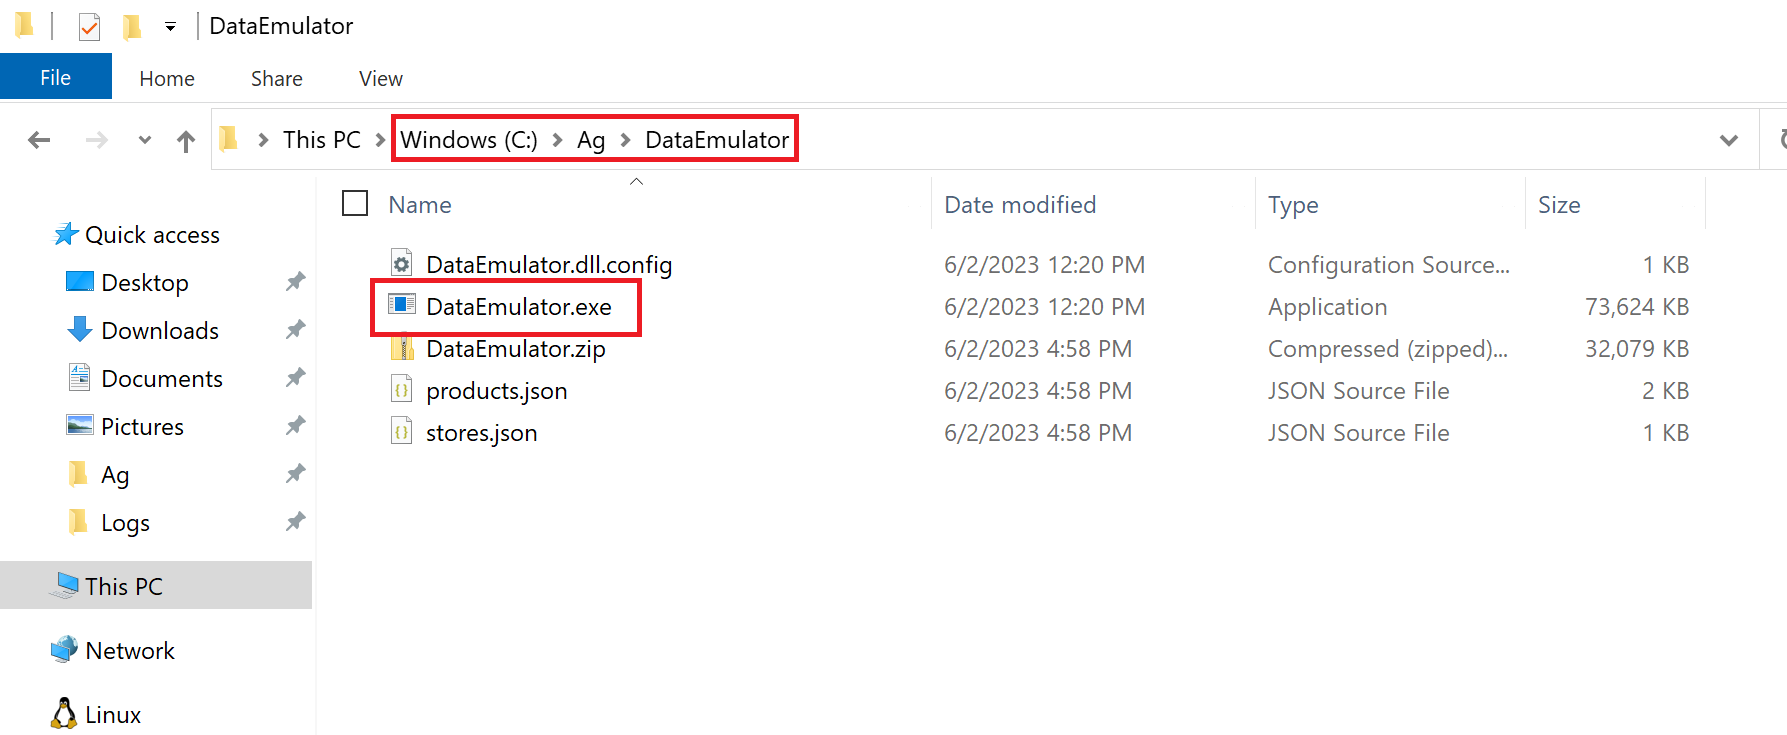 DataEmulator
File Home Share View
This PC Windows (C:) Ag DataEmulator
Name Date modified Type Size
Quick access
Desktop
Downloads
Documents
Pictures
Ag
Logs
This PC
Network
Linux
DataEmulator.dll.config 6/2/2023 12:20 PM Configuration Source... 1 KB
DataEmulator.exe 6/2/2023 12:20 PM Application 73,624 KB
DataEmulator.zip 6/2/2023 4:58 PM Compressed (zipped)... 32,079 KB
products.json 6/2/2023 4:58 PM JSON Source File 2 KB
stores.json 6/2/2023 4:58 PM JSON Source File 1 KB